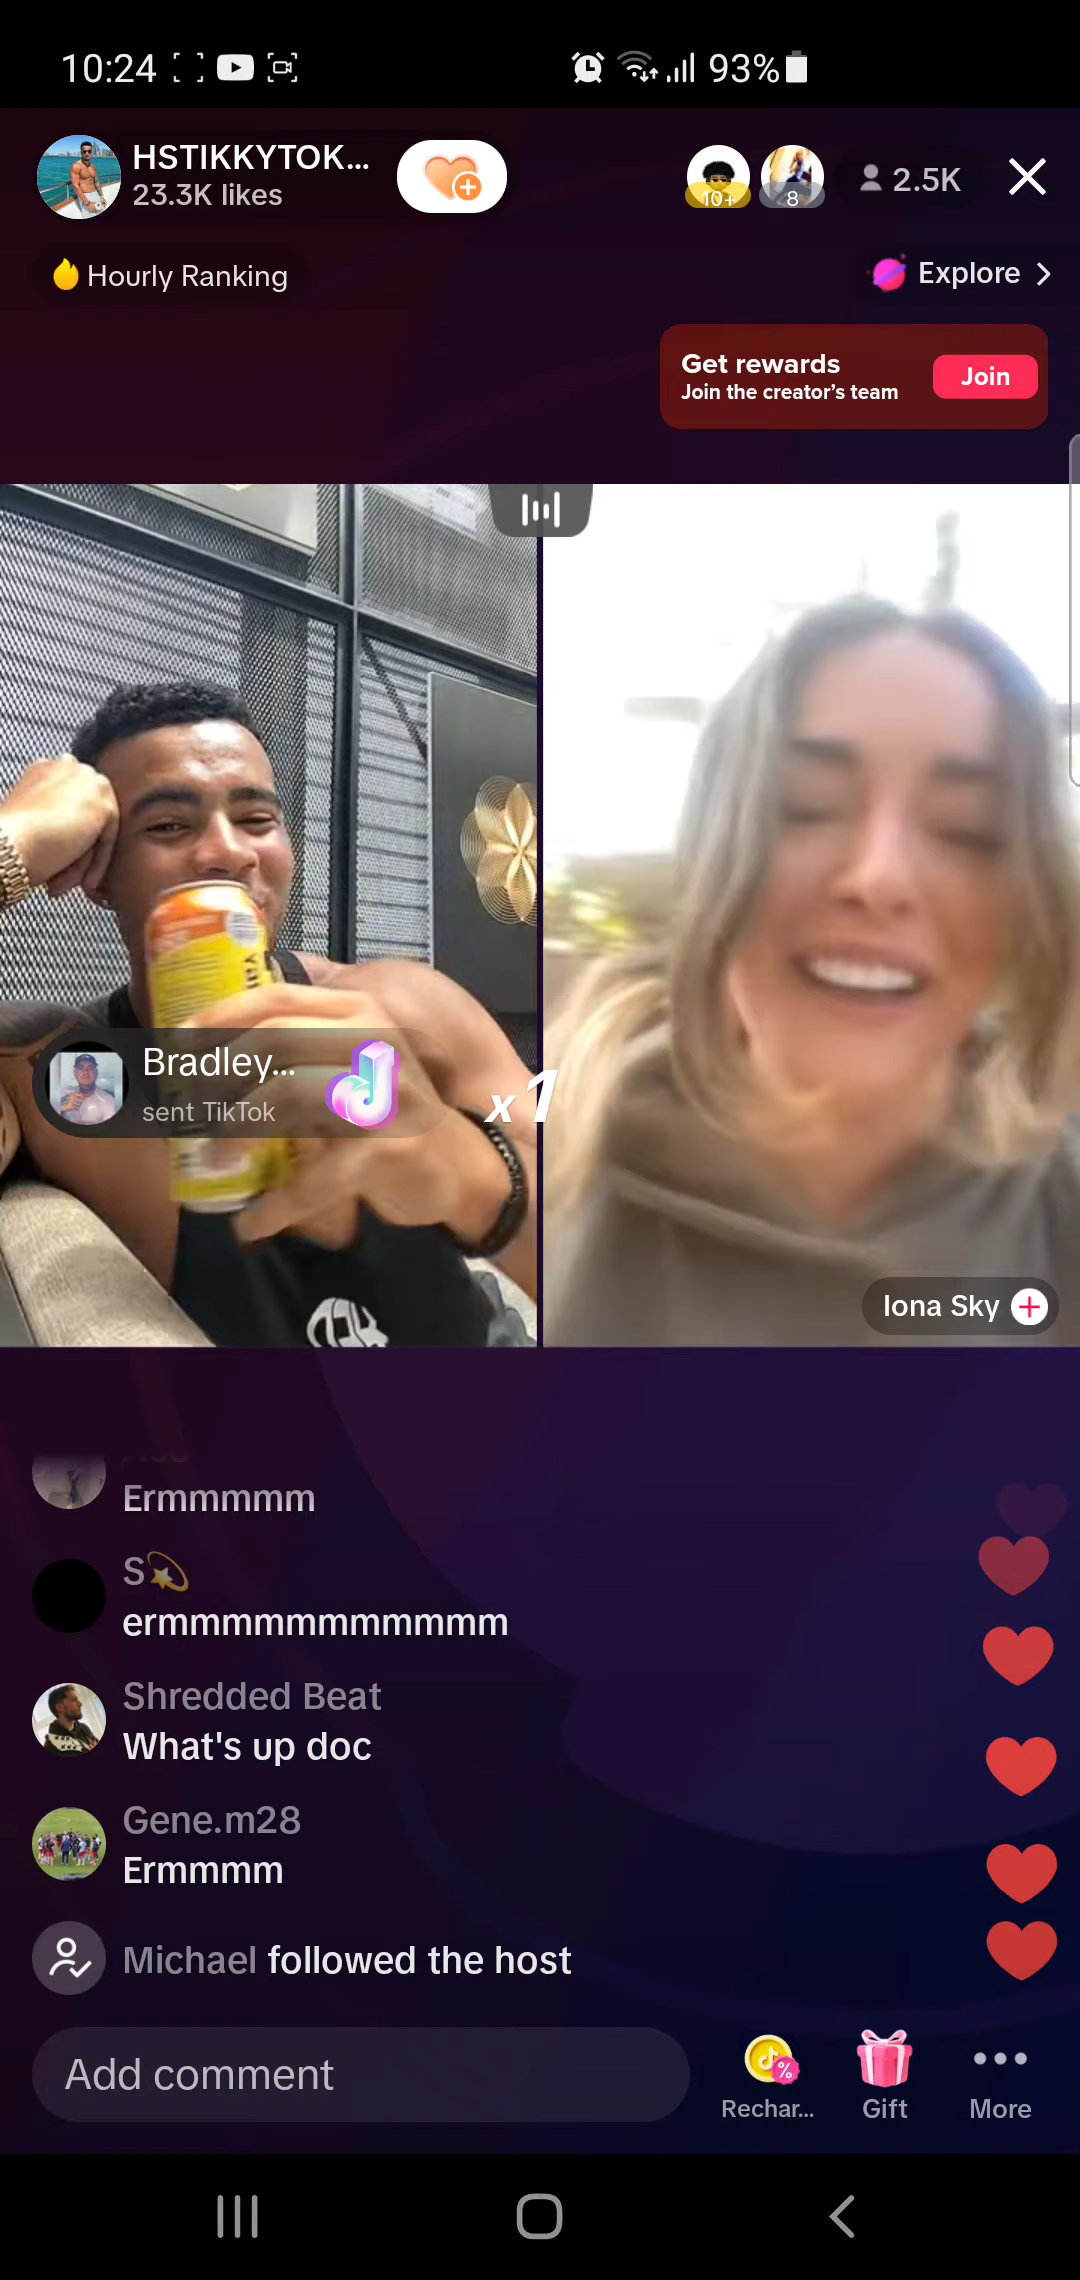 10:24
93%
HSTIKKYTOK...
23.3K likes
10+
8
2.5K
Hourly Ranking
Explore
Get rewards
Join the creator's team
Join
Bradley...
sent TikTok
x1
Iona Sky
Ermmmmm
S💫
ermmmmmmmmmmm
Shredded Beat
What's up doc
Gene.m28
Ermmmm
Michael followed the host
Add comment
Rechar...
Gift
More